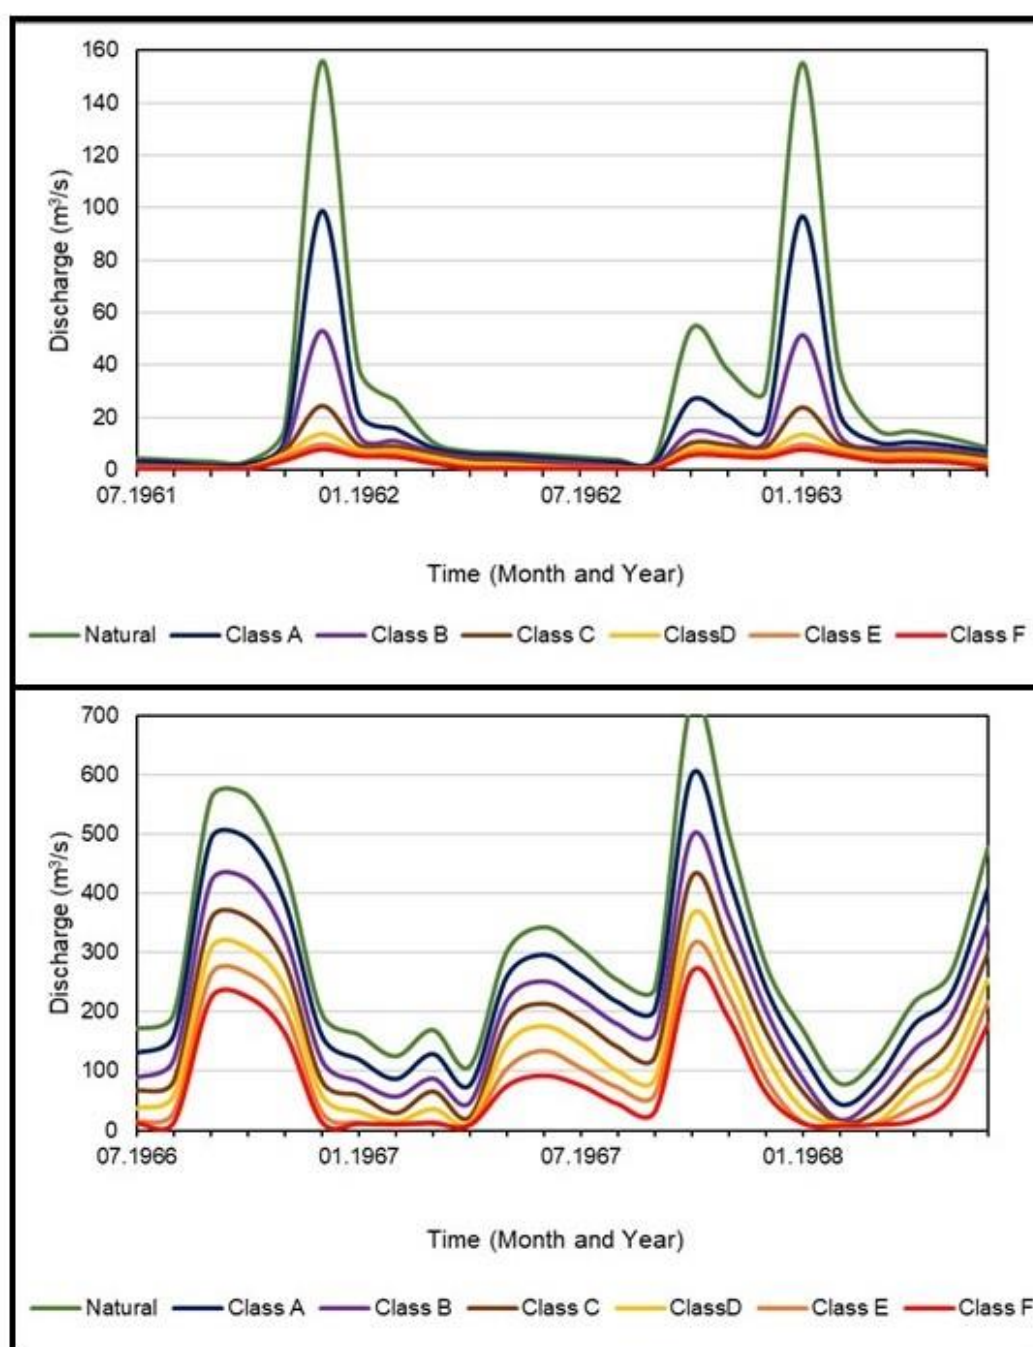 160
140
120
100
80
60
40
20
0
Discharge (m³/s)
07.1961 01.1962 07.1962 01.1963
Time (Month and Year)
Natural Class A Class B Class C ClassD Class E Class F
700
600
500
400
300
200
100
0
Discharge (m³/s)
07.1966 01.1967 07.1967 01.1968
Time (Month and Year)
Natural Class A Class B Class C ClassD Class E Class F